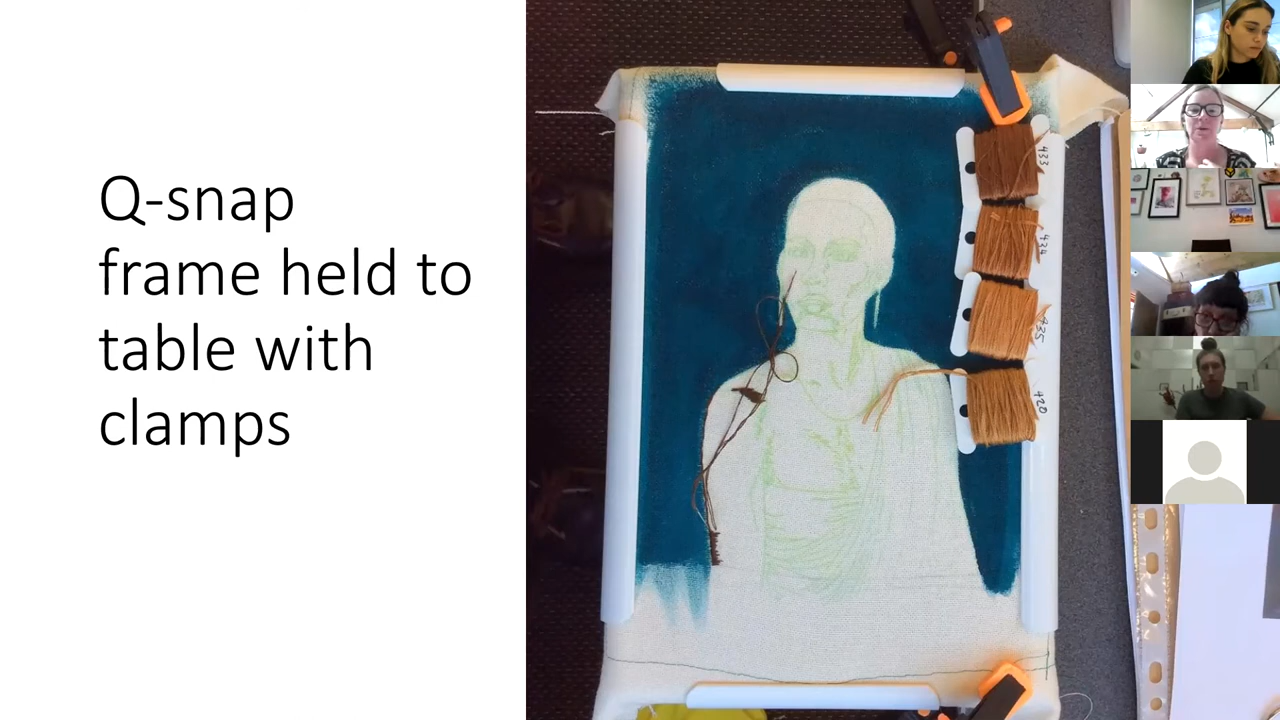 Q-snap
frame held to
table with
clamps
433
434
435
420